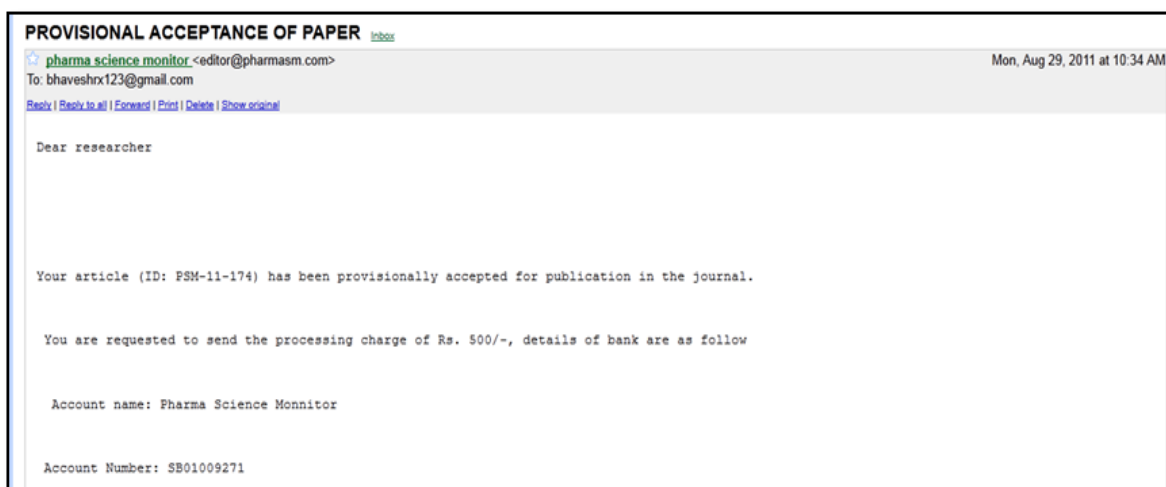 PROVISIONAL ACCEPTANCE OF PAPER Inbox
pharma science monitor <editor@pharmasm.com> Mon, Aug 29, 2011 at 10:34 AM
To: bhaveshrx123@gmail.com
Reply | Reply to all | Forward | Print | Delete | Show original
Dear researcher
Your article (ID: PSM-11-174) has been provisionally accepted for publication in the journal.
You are requested to send the processing charge of Rs. 500/-, details of bank are as follow
Account name: Pharma Science Monnitor
Account Number: SB01009271